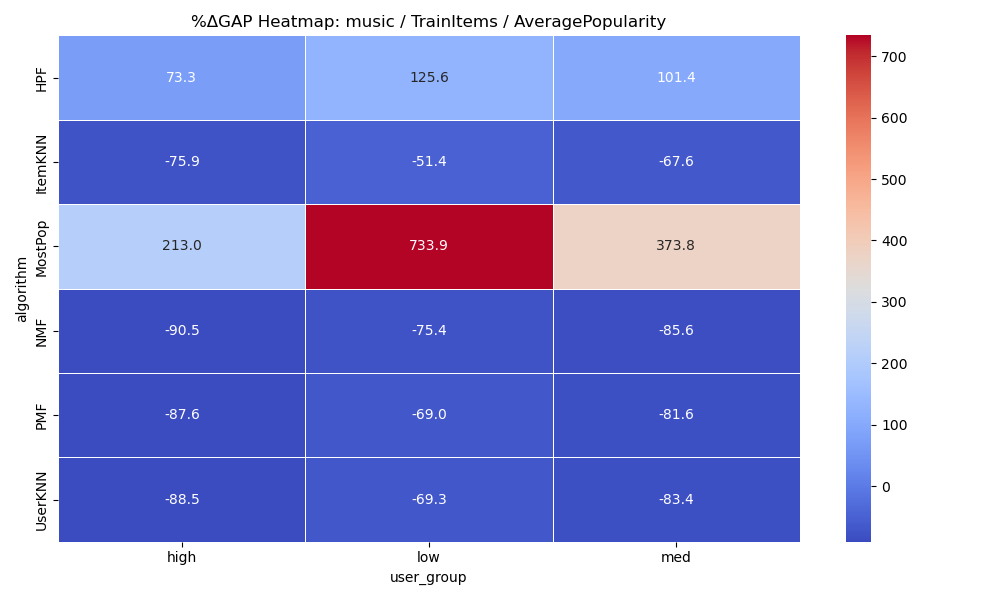 %ΔGAP Heatmap: music / TrainItems / AveragePopularity
algorithm
HPF 73.3 125.6 101.4
ItemKNN -75.9 -51.4 -67.6
MostPop 213.0 733.9 373.8
NMF -90.5 -75.4 -85.6
PMF -87.6 -69.0 -81.6
UserKNN -88.5 -69.3 -83.4
high low med
user_group
700
600
500
400
300
200
100
0